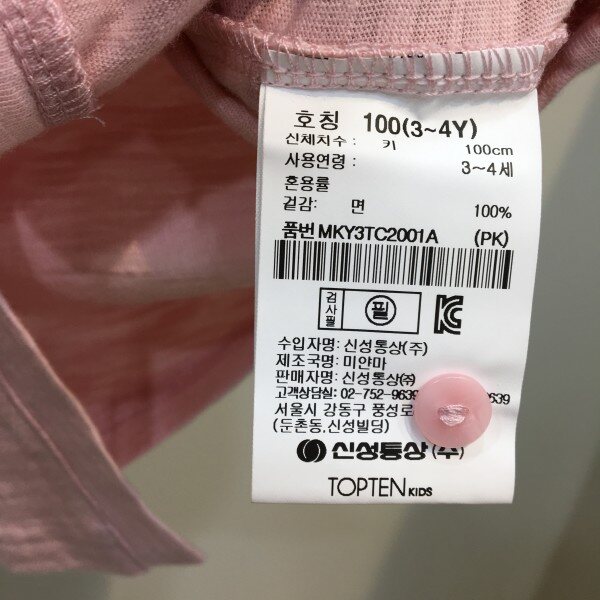 호칭 100(3~4Y)
신체치수 : 키 100cm
사용연령 : 3~4세
혼용률
겉감: 면 100%
품번 MKY3TC2001A (PK)
검사필 필
수입자명: 신성통상(주)
제조국명: 미얀마
판매자명: 신성통상㈜
고객상담실: 02-752-9639
서울시 강동구 풍성로
(둔촌동,신성빌딩)
신성통상(주)
TOPTEN KIDS